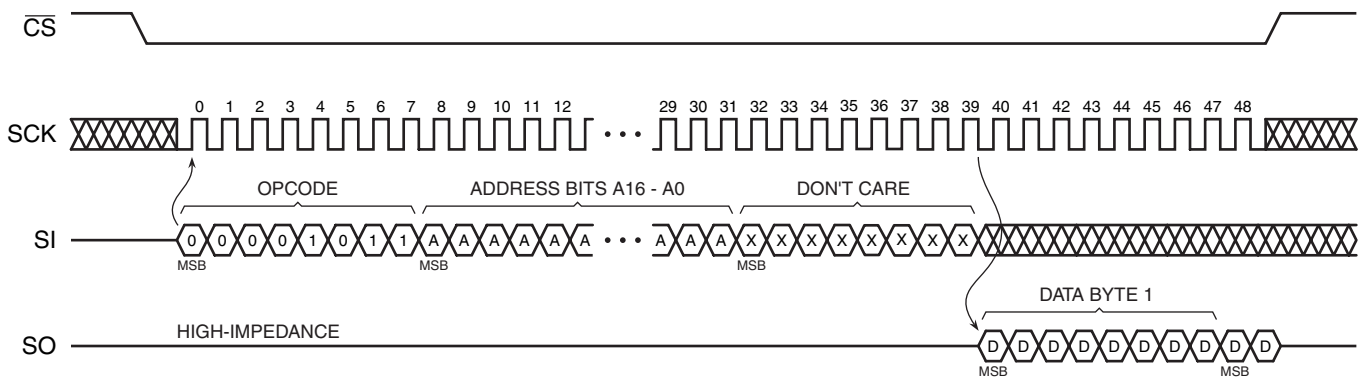 CS
0 1 2 3 4 5 6 7 8 9 10 11 12 29 30 31 32 33 34 35 36 37 38 39 40 41 42 43 44 45 46 47 48
SCK
OPCODE ADDRESS BITS A16 - A0 DON'T CARE
SI 0 0 0 0 1 0 1 1 A A A A A A • • • A A A X X X X X X X X
MSB MSB MSB
DATA BYTE 1
HIGH-IMPEDANCE
SO D D D D D D D D D D
MSB MSB